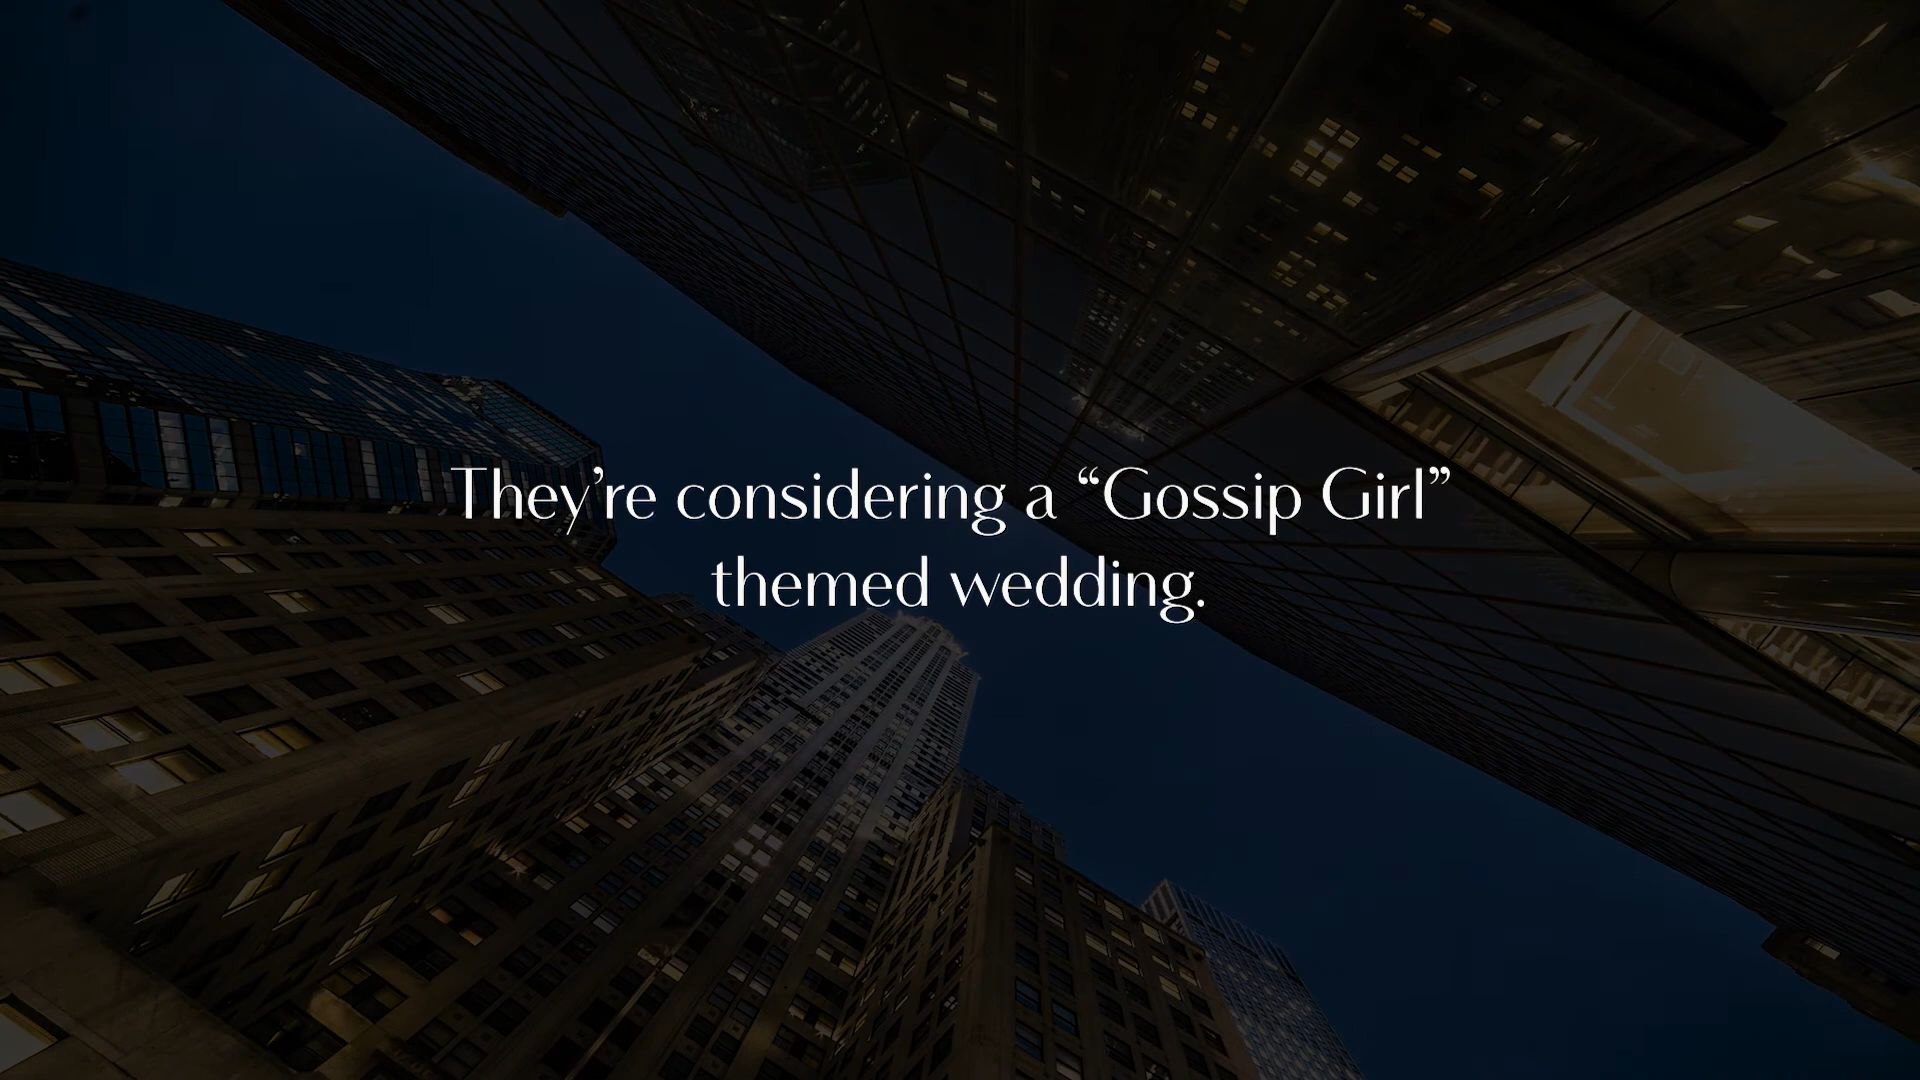 They’re considering a “Gossip Girl”
themed wedding.